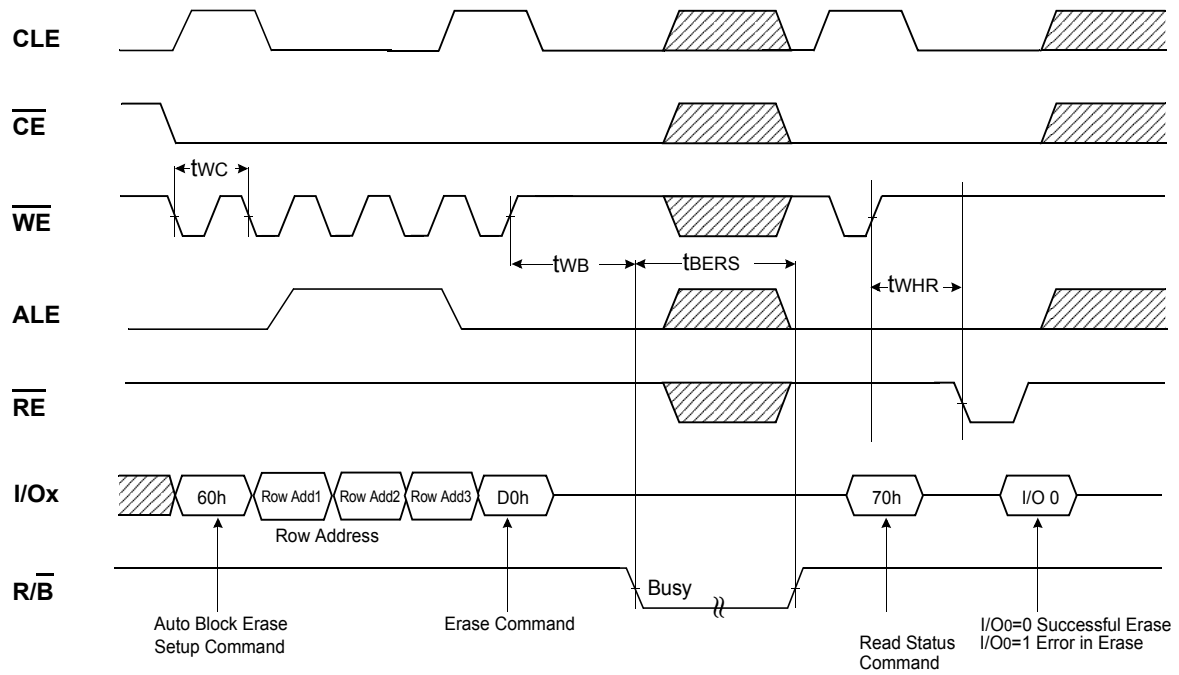 CLE
CE
tWC
WE
tWB
tBERS
tWHR
ALE
RE
I/Ox
60h
Row Add1
Row Add2
Row Add3
D0h
70h
I/O 0
Row Address
R/B
Busy
Auto Block Erase
Setup Command
Erase Command
Read Status
Command
I/O0=0 Successful Erase
I/O0=1 Error in Erase